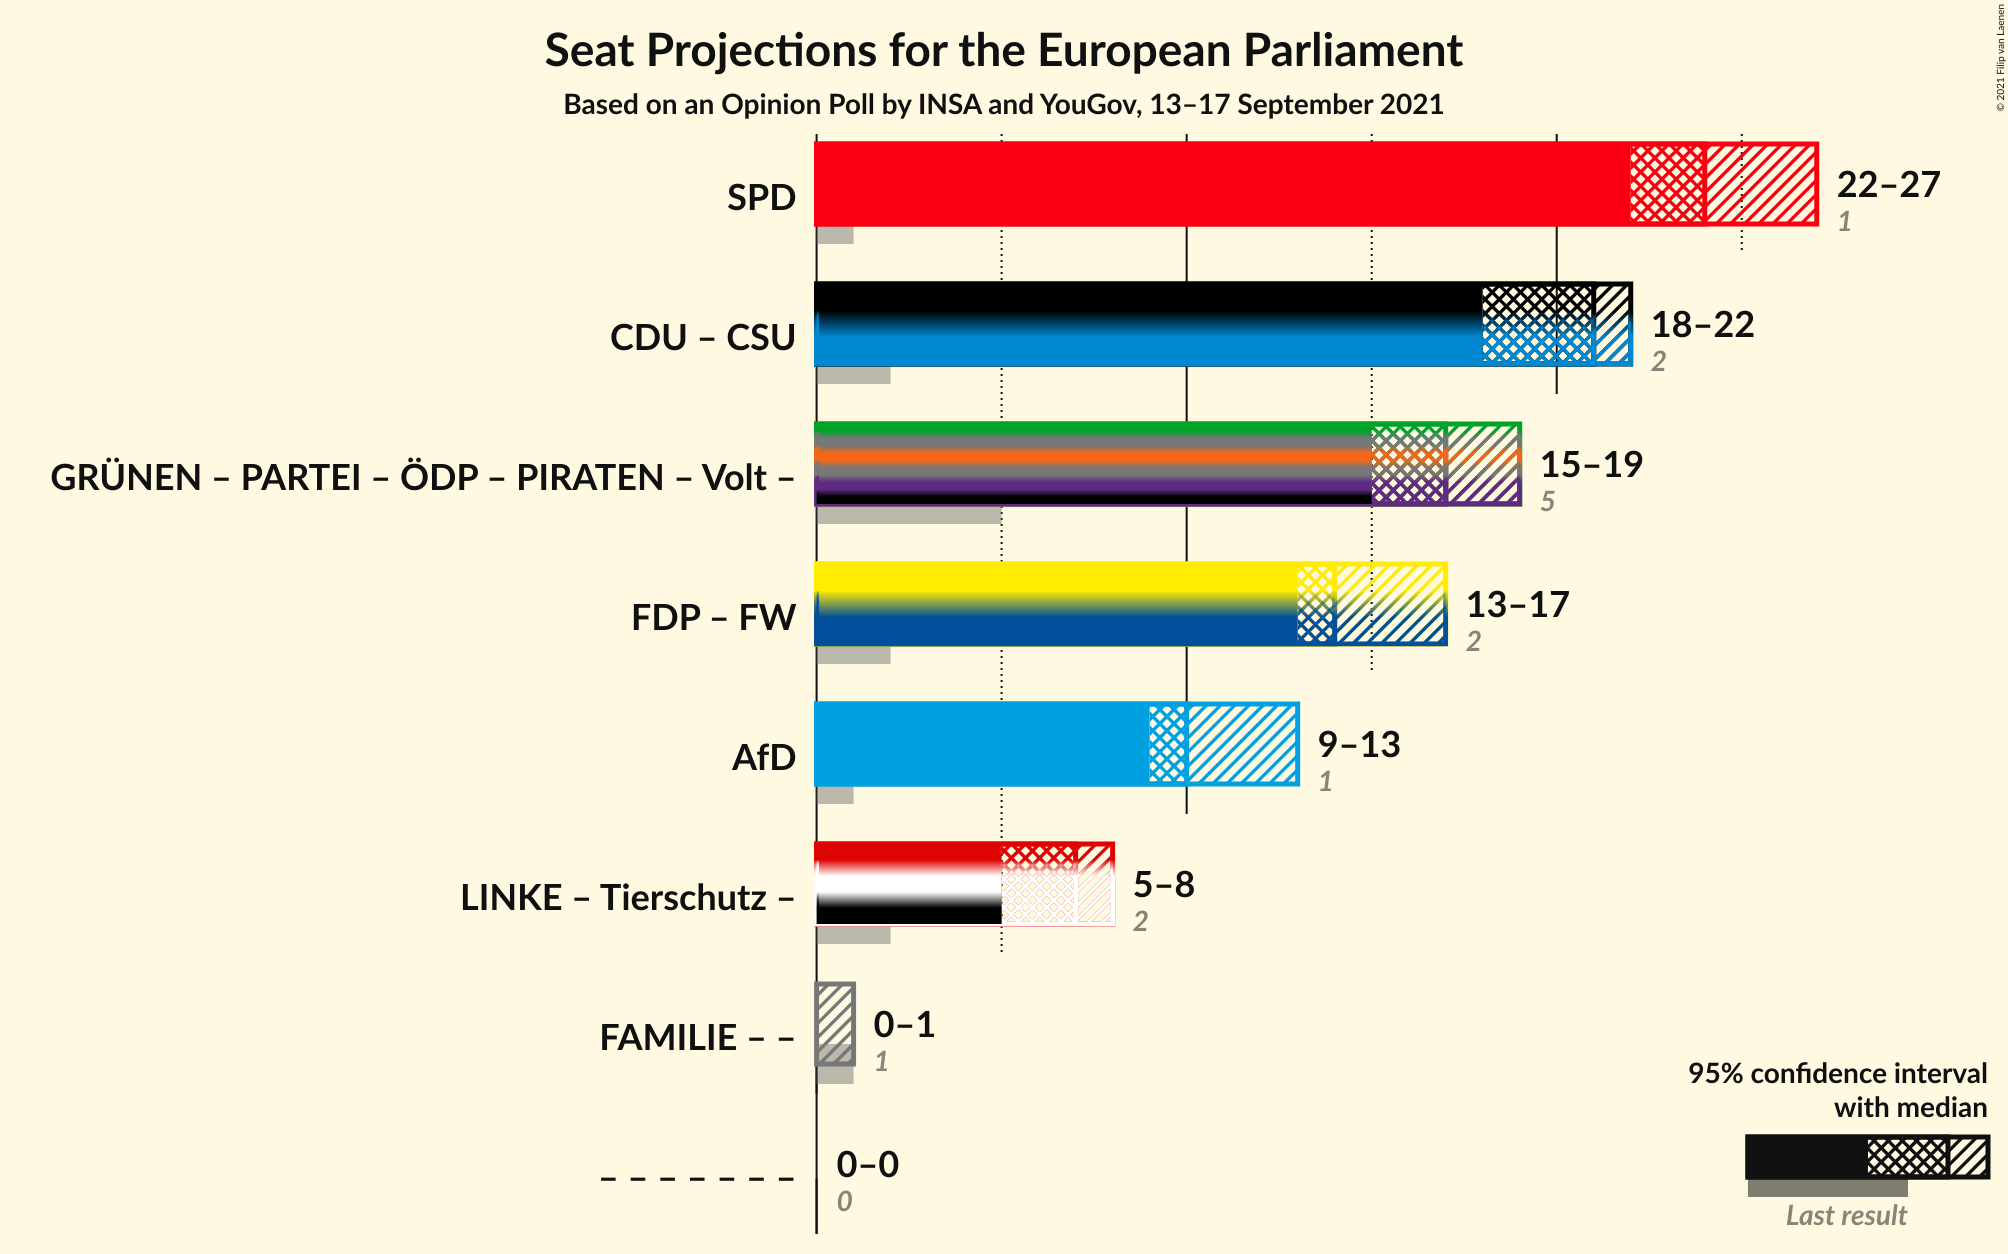 Seat Projections for the European Parliament
Based on an Opinion Poll by INSA and YouGov, 13–17 September 2021
© 2021 Filip van Laenen
SPD
22–27
1
CDU – CSU
18–22
2
GRÜNEN – PARTEI – ÖDP – PIRATEN – Volt –
15–19
5
FDP – FW
13–17
2
AfD
9–13
1
LINKE – Tierschutz –
5–8
2
FAMILIE – –
0–1
1
– – – – – – –
0–0
0
95% confidence interval
with median
Last result